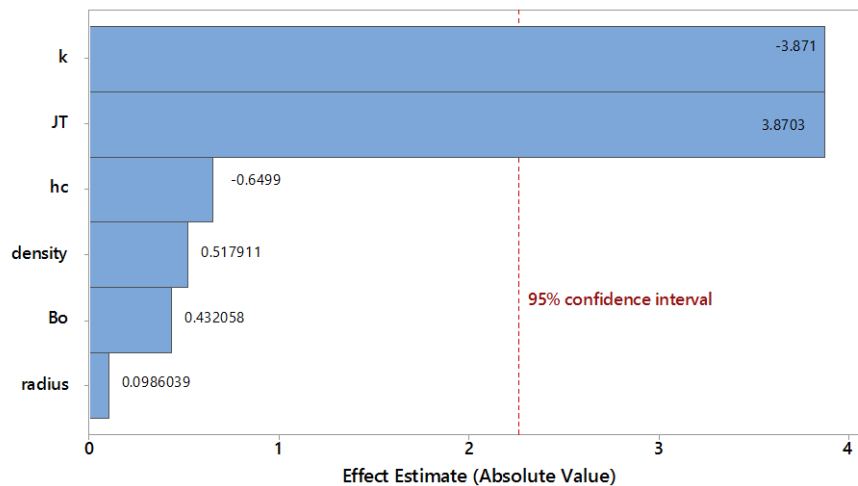 k
-3.871
JT
3.8703
hc
-0.6499
density
0.517911
95% confidence interval
Bo
0.432058
radius
0.0986039
0
1
2
3
4
Effect Estimate (Absolute Value)